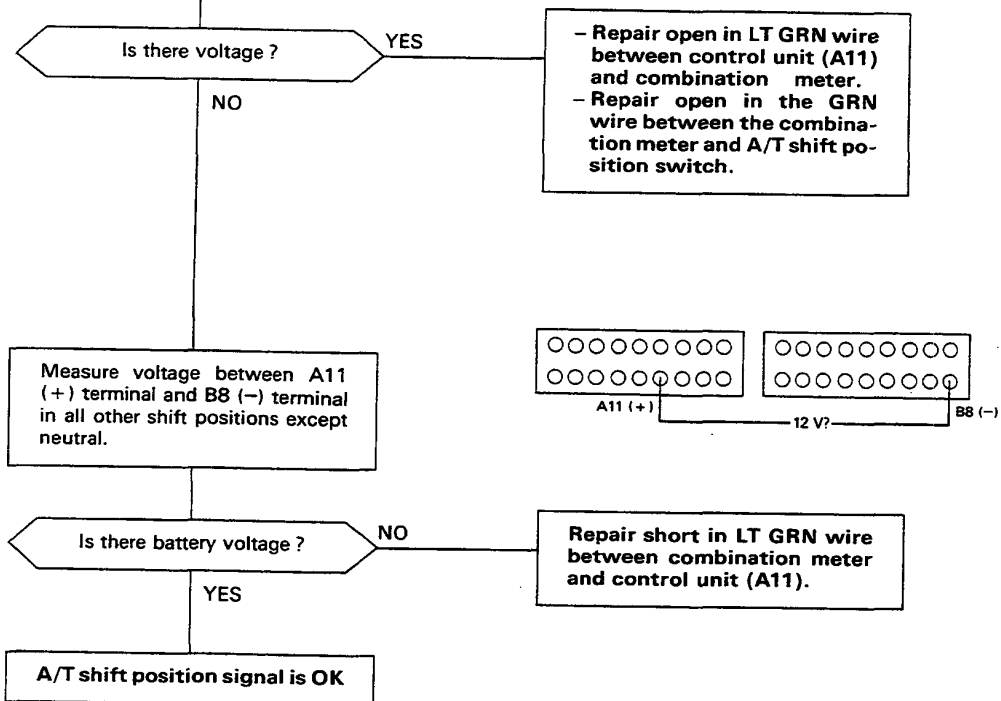 Is there voltage ?
YES
– Repair open in LT GRN wire
between control unit (A11)
and combination meter.
– Repair open in the GRN
wire between the combina-
tion meter and A/T shift po-
sition switch.
NO
Measure voltage between A11
(+) terminal and B8 (–) terminal
in all other shift positions except
neutral.
A11 (+)
12 V?
B8 (–)
Is there battery voltage ?
NO
Repair short in LT GRN wire
between combination meter
and control unit (A11).
YES
A/T shift position signal is OK